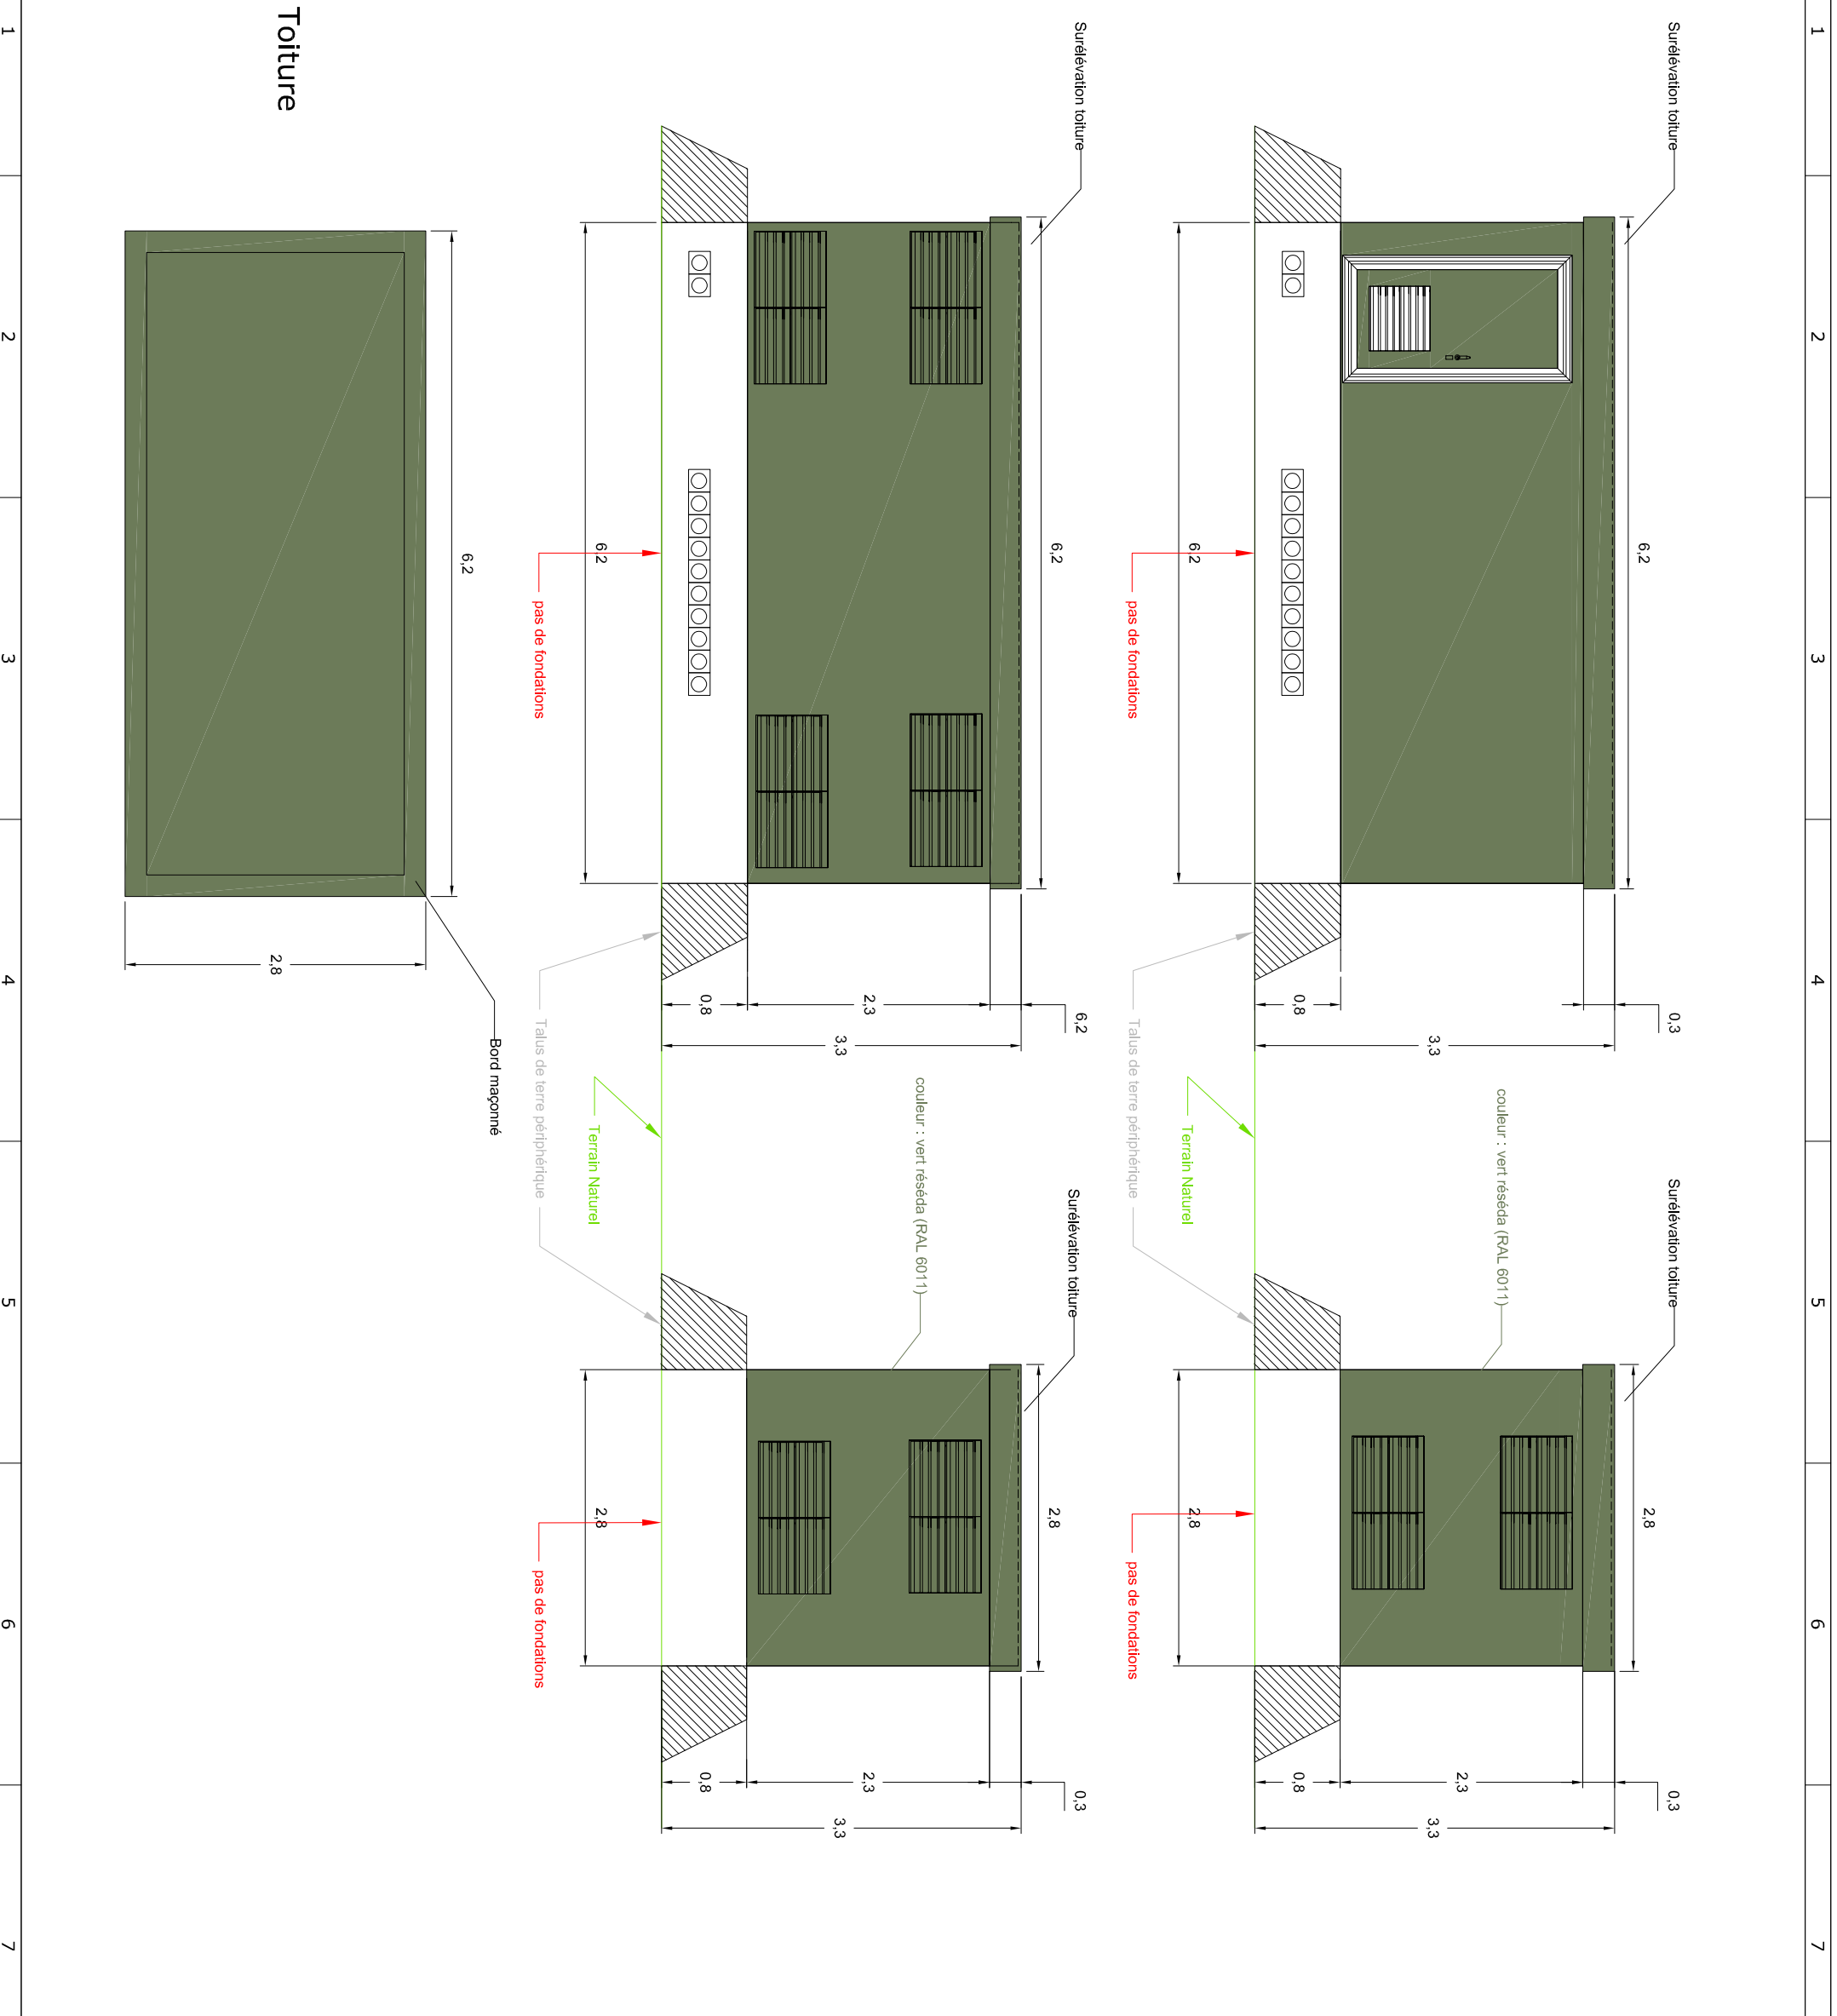 1
2
3
4
5
6
7
Surélévation toiture
6,2
6,2
pas de fondations
0,3
0,8
3,3
Talus de terre périphérique
Terrain Naturel
couleur : vert réséda (RAL 6011)
Surélévation toiture
2,8
2,8
pas de fondations
0,3
2,3
0,8
3,3
Surélévation toiture
6,2
6,2
pas de fondations
6,2
2,3
0,8
3,3
Talus de terre périphérique
Terrain Naturel
couleur : vert réséda (RAL 6011)
Surélévation toiture
2,8
2,8
pas de fondations
0,3
2,3
0,8
3,3
Toiture
6,2
2,8
Bord maçonné
1
2
3
4
5
6
7